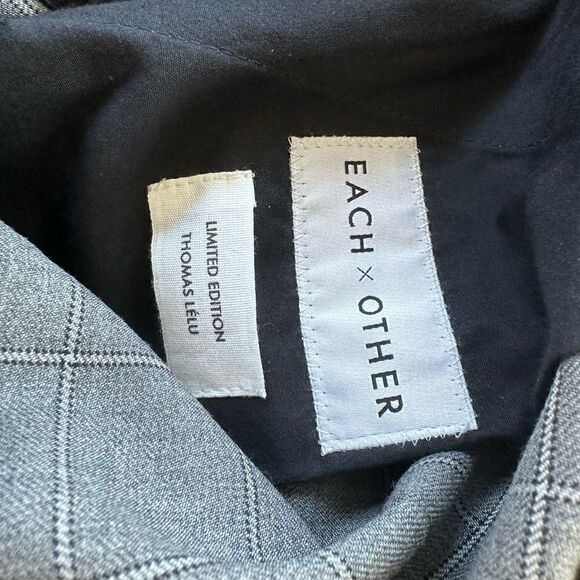 EACH × OTHER
LIMITED EDITION
THOMAS LÉLU